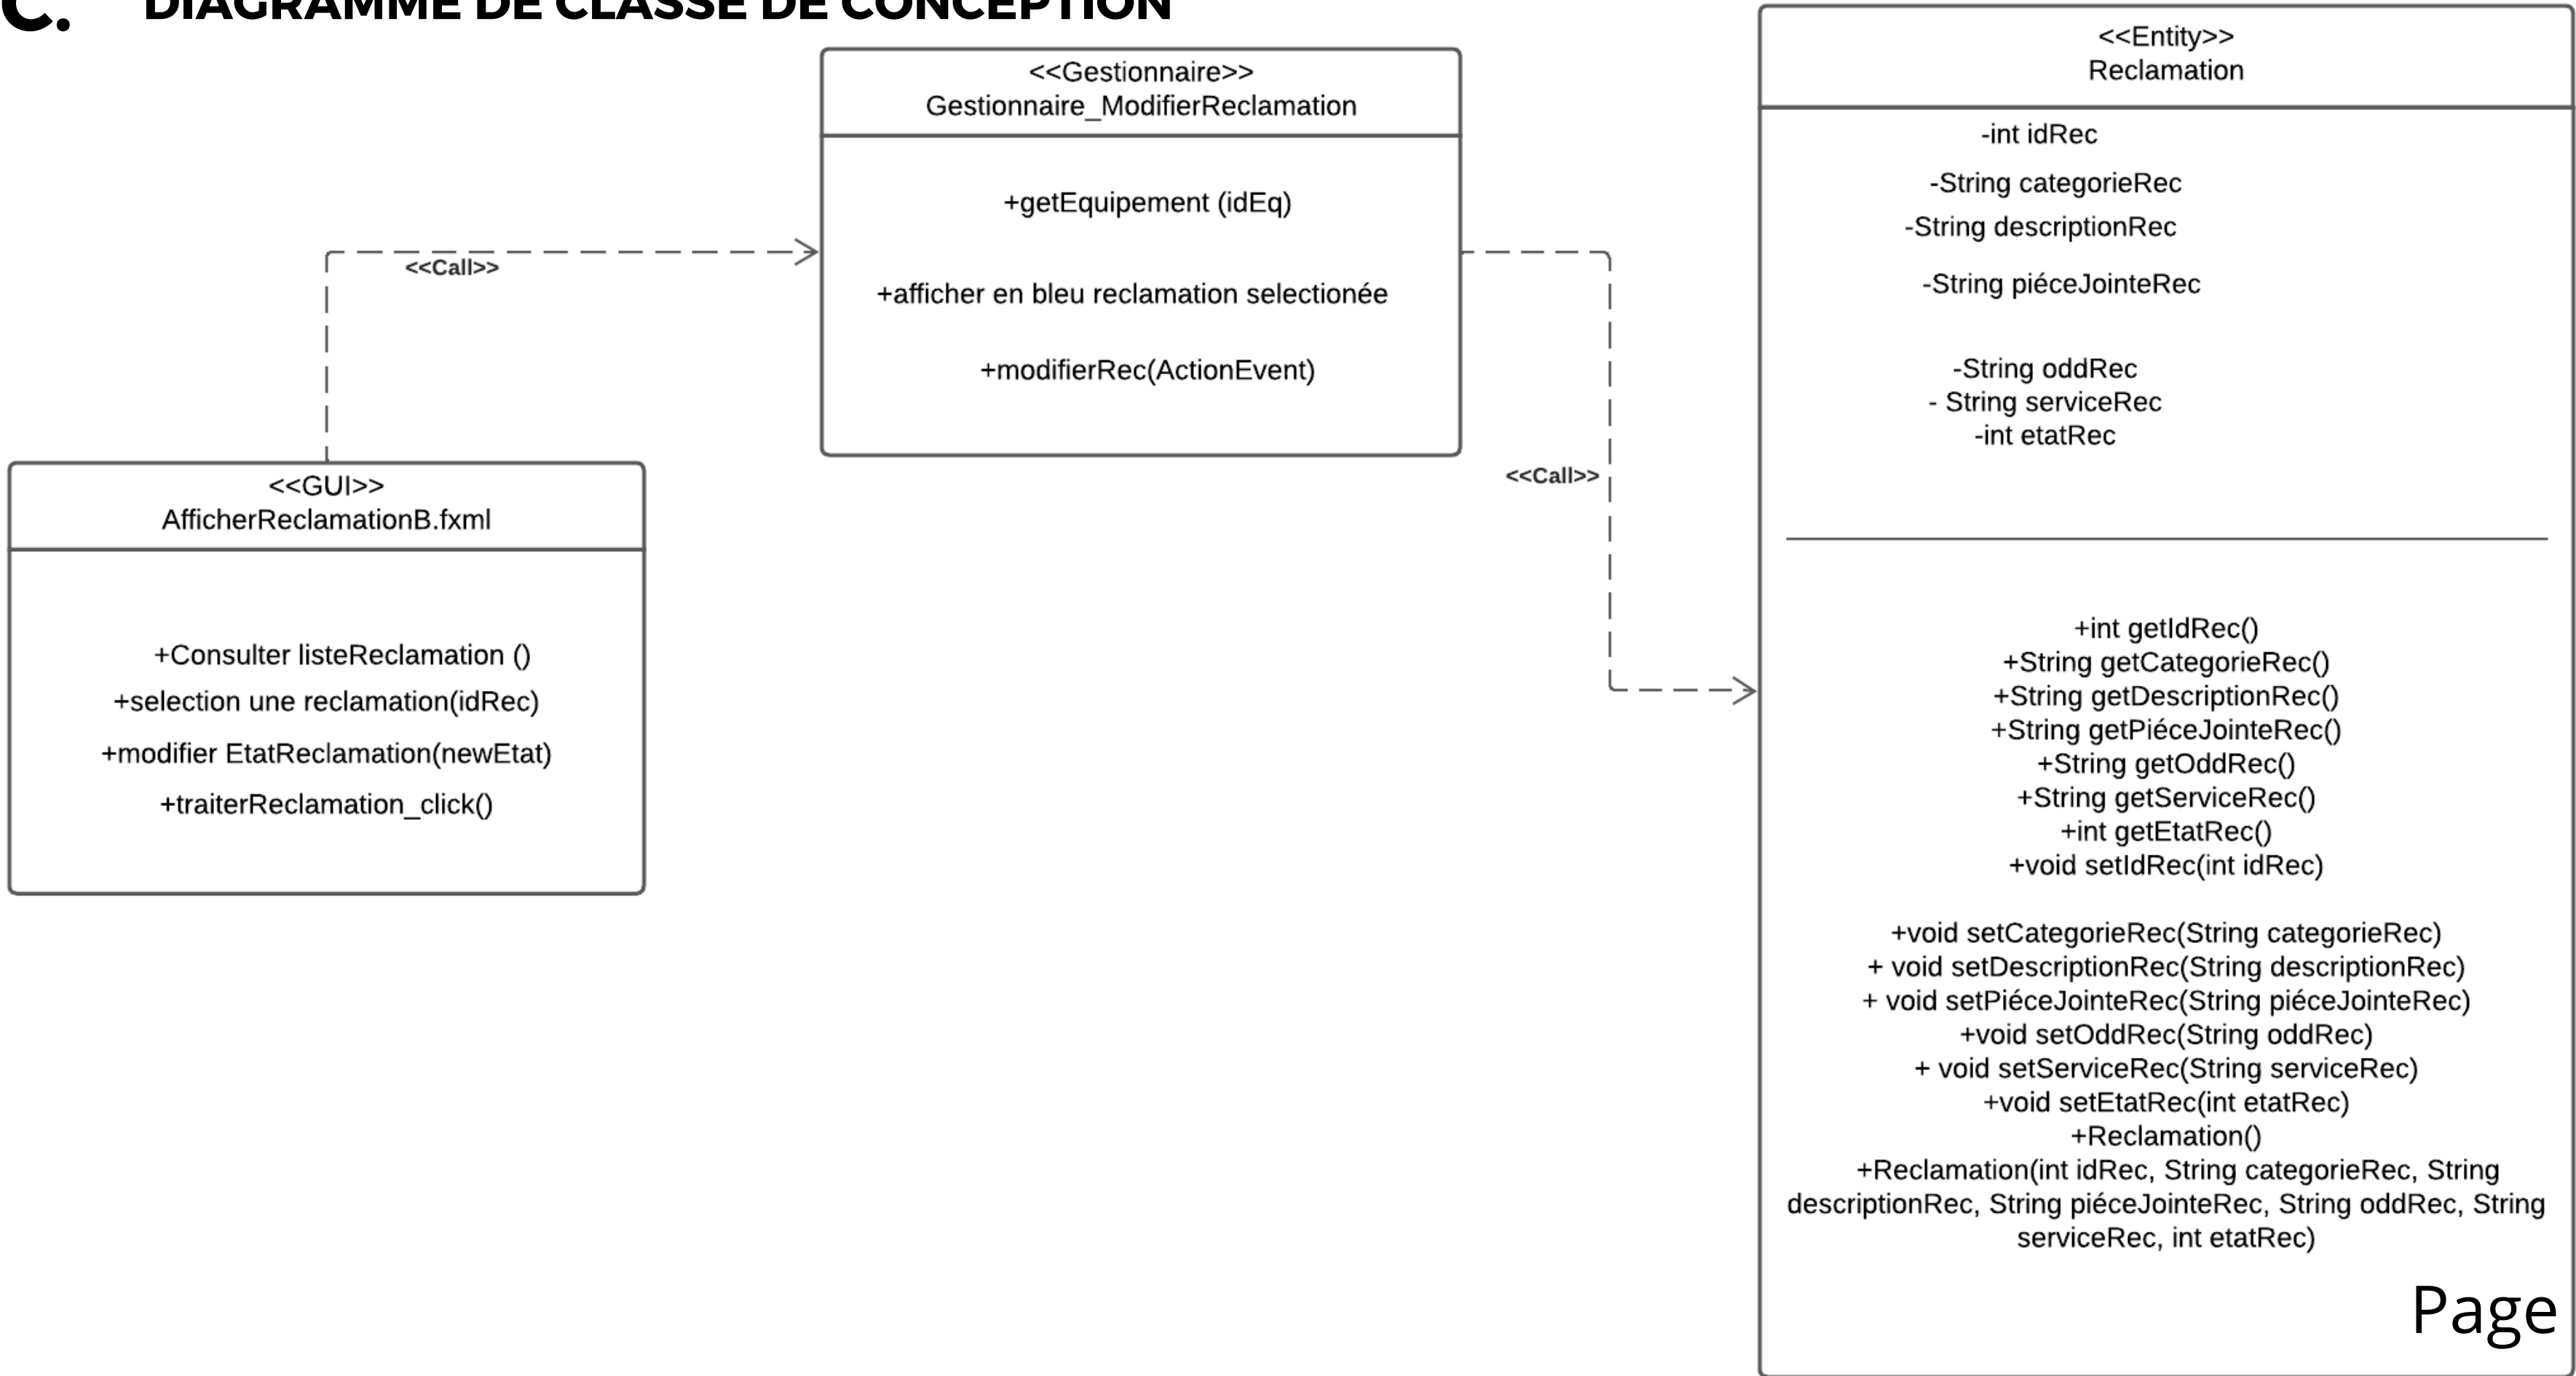 C. DIAGRAMME DE CLASSE DE CONCEPTION
<<GUI>>
AfficherReclamationB.fxml
+Consulter listeReclamation ()
+selection une reclamation(idRec)
+modifier EtatReclamation(newEtat)
+traiterReclamation_click()
<<Call>>
<<Gestionnaire>>
Gestionnaire_ModifierReclamation
+getEquipement (idEq)
+afficher en bleu reclamation selectionée
+modifierRec(ActionEvent)
<<Call>>
<<Entity>>
Reclamation
-int idRec
-String categorieRec
-String descriptionRec
-String piéceJointeRec
-String oddRec
- String serviceRec
-int etatRec
+int getIdRec()
+String getCategorieRec()
+String getDescriptionRec()
+String getPiéceJointeRec()
+String getOddRec()
+String getServiceRec()
+int getEtatRec()
+void setIdRec(int idRec)
+void setCategorieRec(String categorieRec)
+ void setDescriptionRec(String descriptionRec)
+ void setPiéceJointeRec(String piéceJointeRec)
+void setOddRec(String oddRec)
+ void setServiceRec(String serviceRec)
+void setEtatRec(int etatRec)
+Reclamation()
+Reclamation(int idRec, String categorieRec, String
descriptionRec, String piéceJointeRec, String oddRec, String
serviceRec, int etatRec)
Page